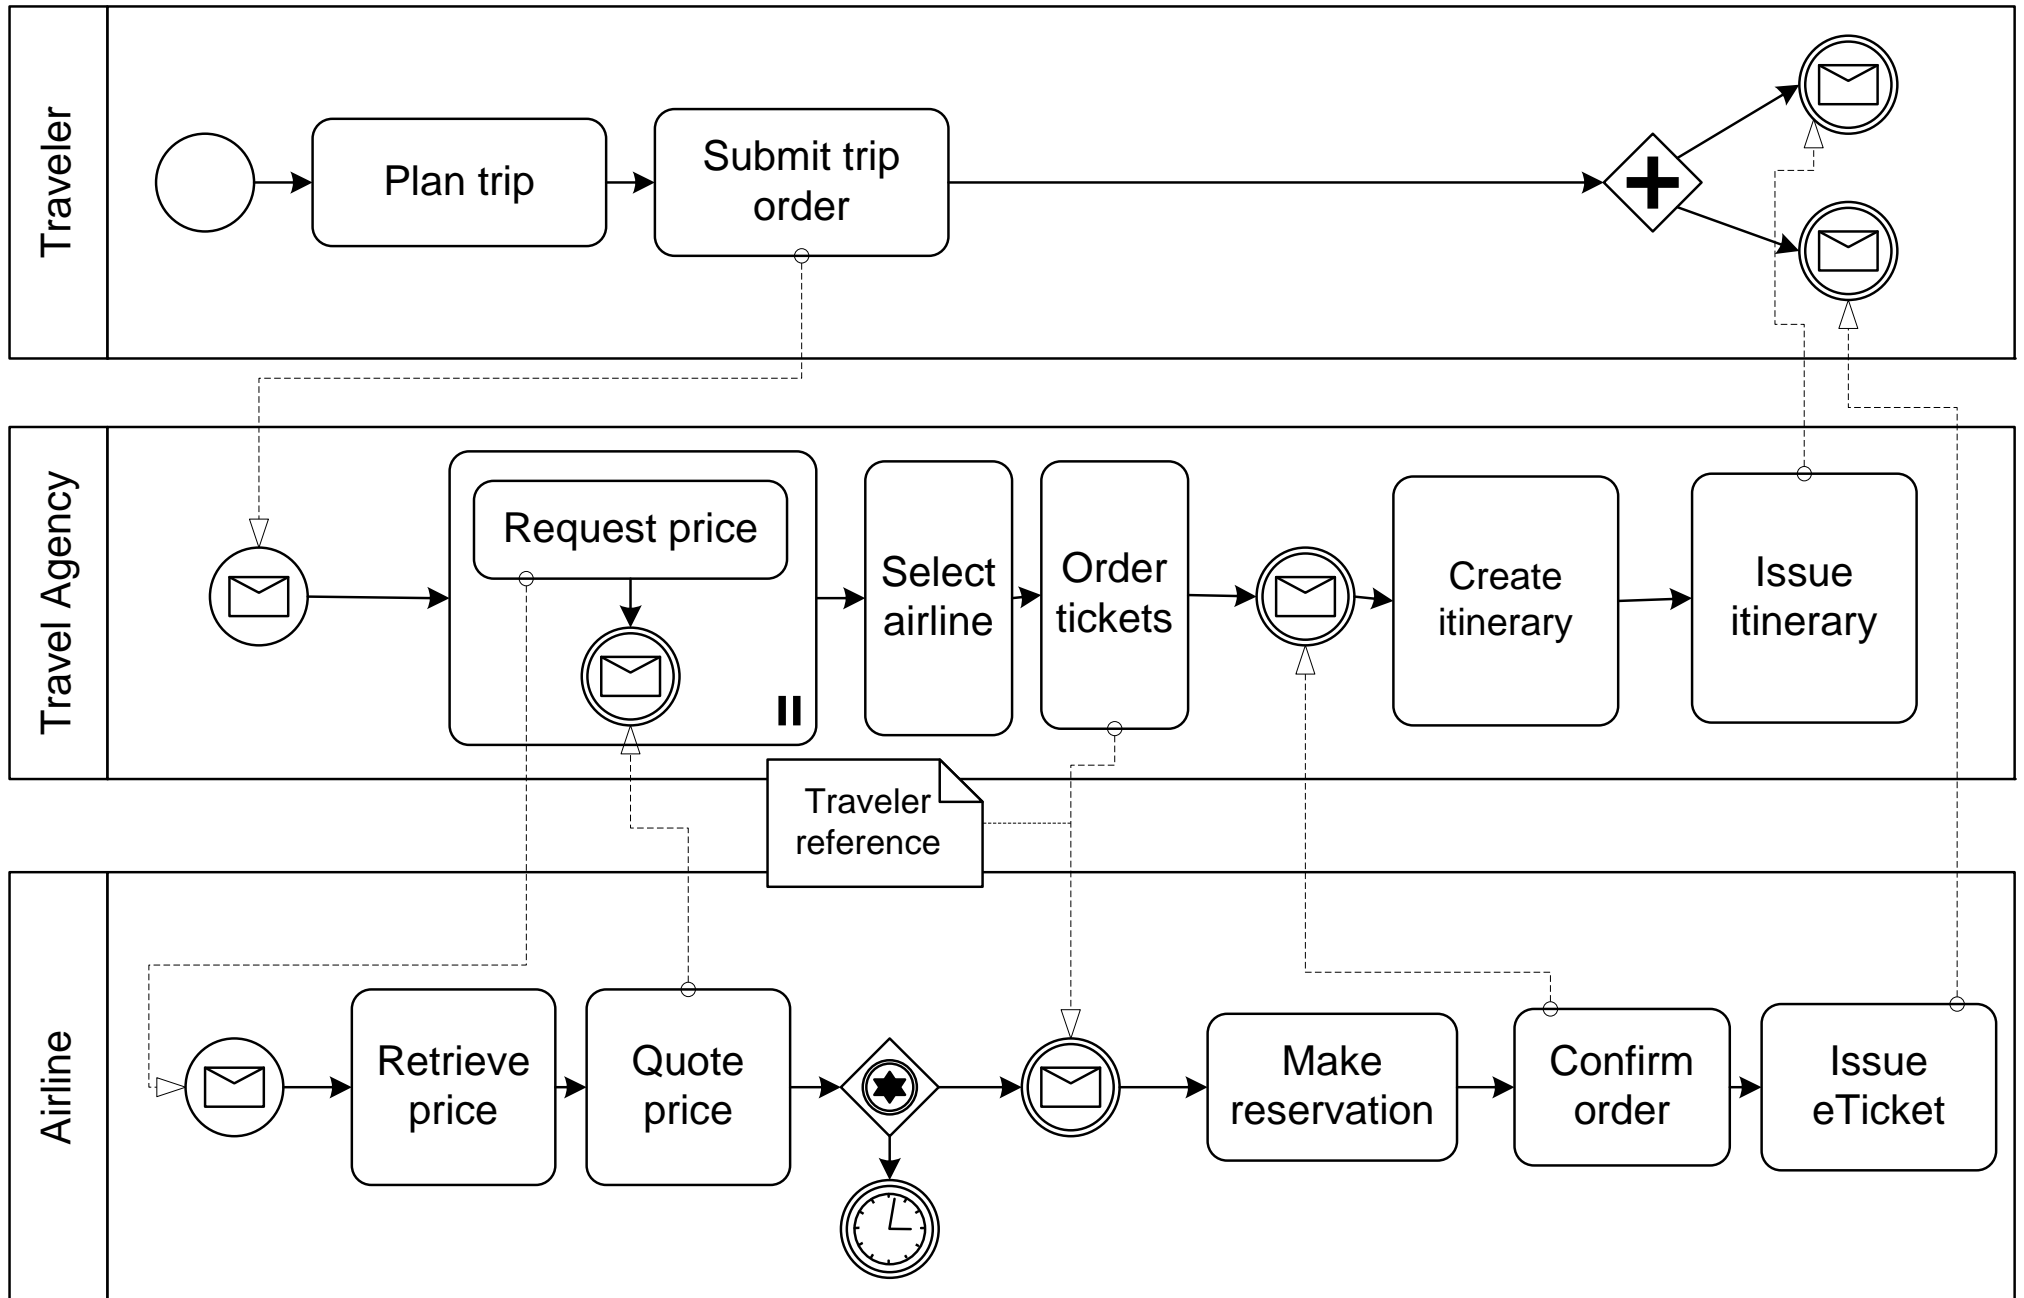 Traveler
Plan trip
Submit trip
order
Travel Agency
Request price
Select
airline
Order
tickets
Create
itinerary
Issue
itinerary
Traveler
reference
Airline
Retrieve
price
Quote
price
Make
reservation
Confirm
order
Issue
eTicket